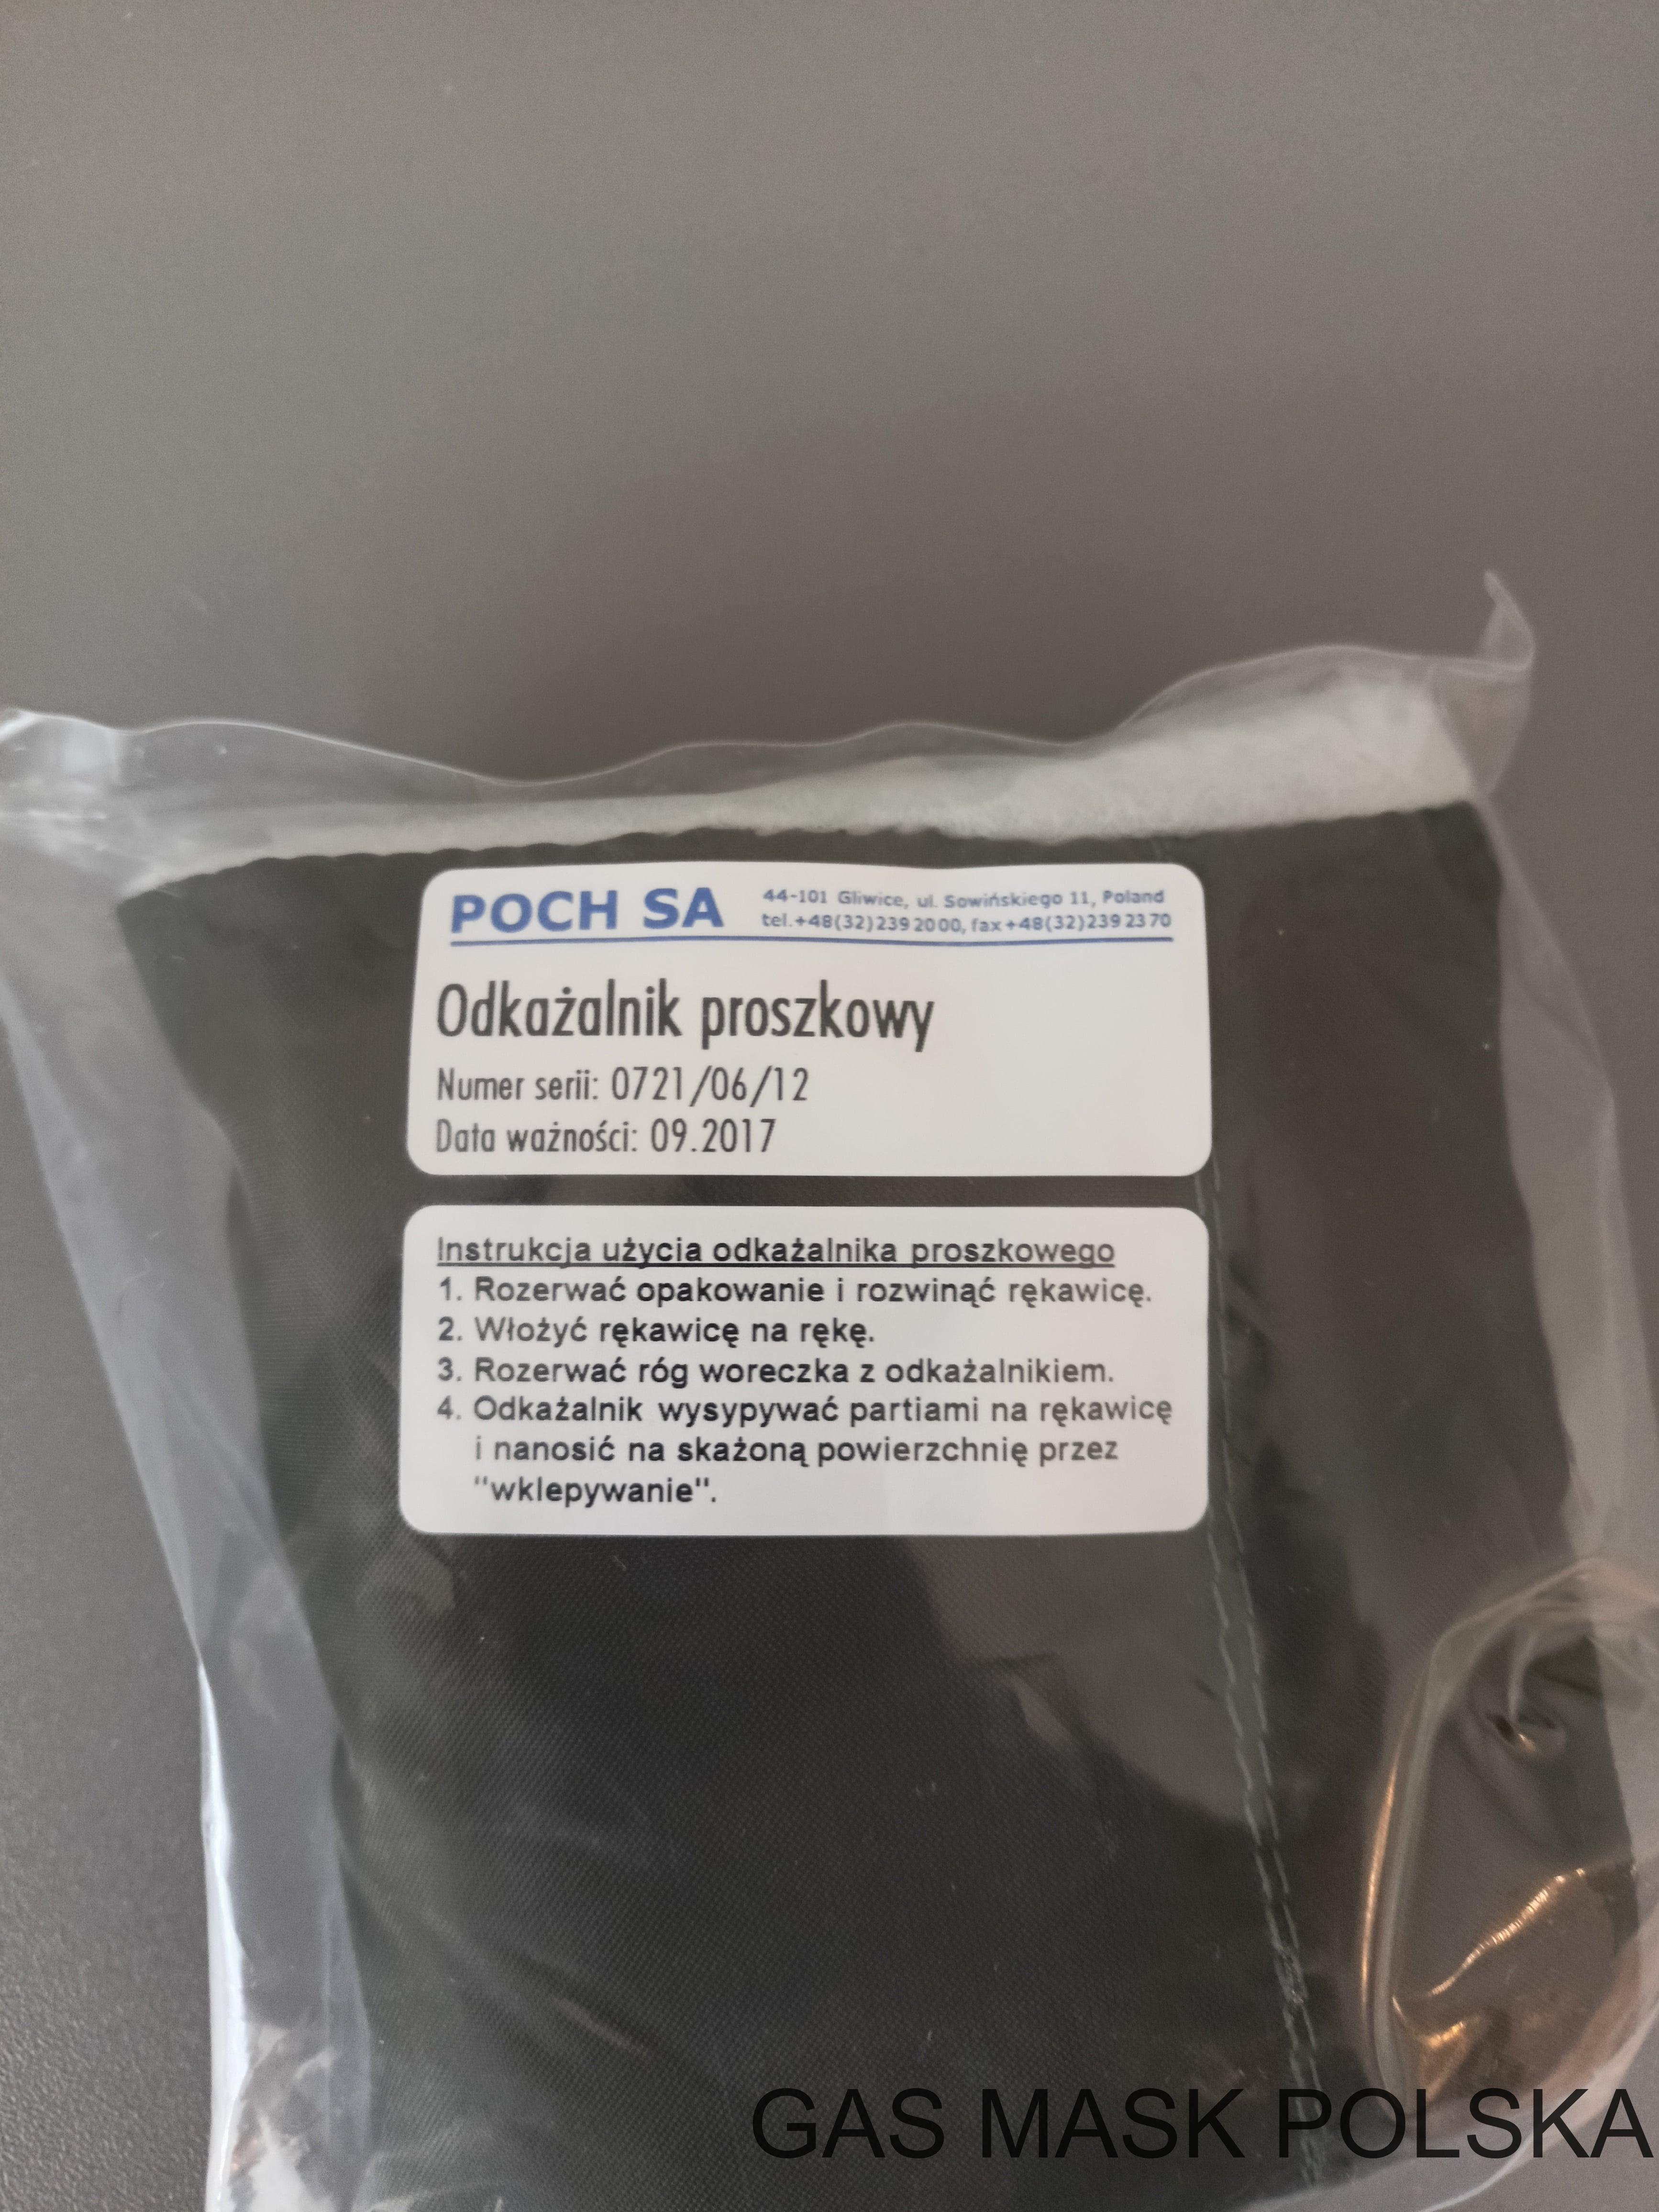 POCH SA
44-101 Gliwice, ul. Sowińskiego 11, Poland
tel.+48(32)239 20 00, fax+48(32)239 23 70
Odkażalnik proszkowy
Numer serii: 0721/06/12
Data ważności: 09.2017
Instrukcja użycia odkażalnika proszkowego
1. Rozerwać opakowanie i rozwinąć rękawicę.
2. Włożyć rękawicę na rękę.
3. Rozerwać róg woreczka z odkażalnikiem.
4. Odkażalnik wysypywać partiami na rękawicę
i nanosić na skażoną powierzchnię przez
"wklepywanie".
GAS MASK POLSKA